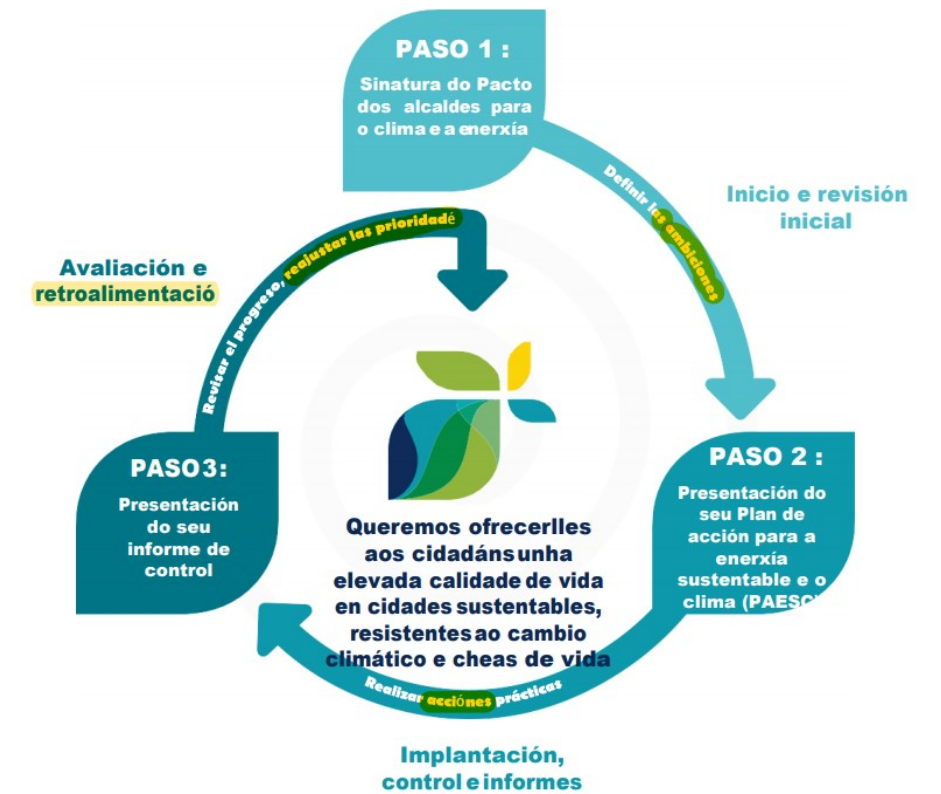 PASO 1 :
Sinatura do Pacto
dos alcaldes para
o clima e a enerxía
Definir las ambiciones
Inicio e revisión
inicial
PASO 2 :
Presentación do
seu Plan de
acción para a
enerxía
sustentable e o
clima (PAESC)
Realizar acciónes prácticas
Implantación,
control e informes
PASO 3:
Presentación
do seu
informe de
control
Revisar el progreso, reajustar las prioridadé
Avaliación e
retroalimentació
Queremos ofrecerlles
aos cidadáns unha
elevada calidade de vida
en cidades sustentables,
resistentes ao cambio
climático e cheas de vida